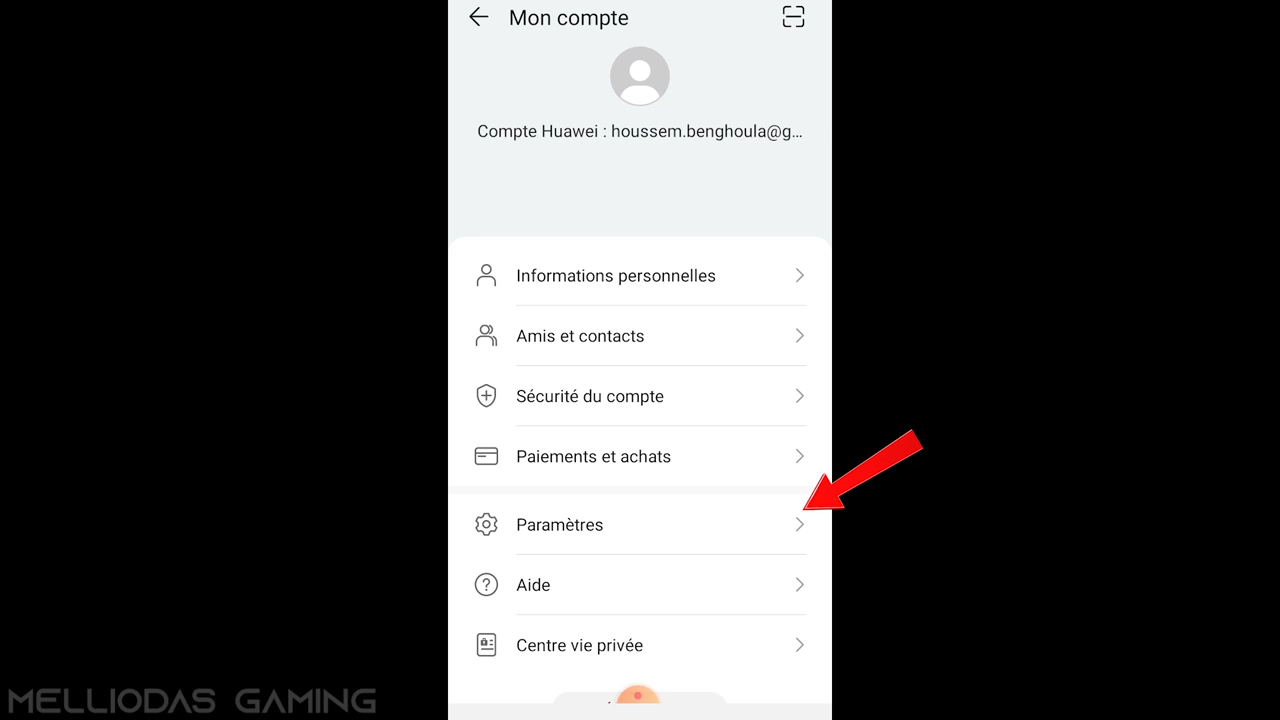 Mon compte
Compte Huawei : houssem.benghoula@g...
Informations personnelles
Amis et contacts
Sécurité du compte
Paiements et achats
Paramètres
Aide
Centre vie privée
MELLIODAS GAMING